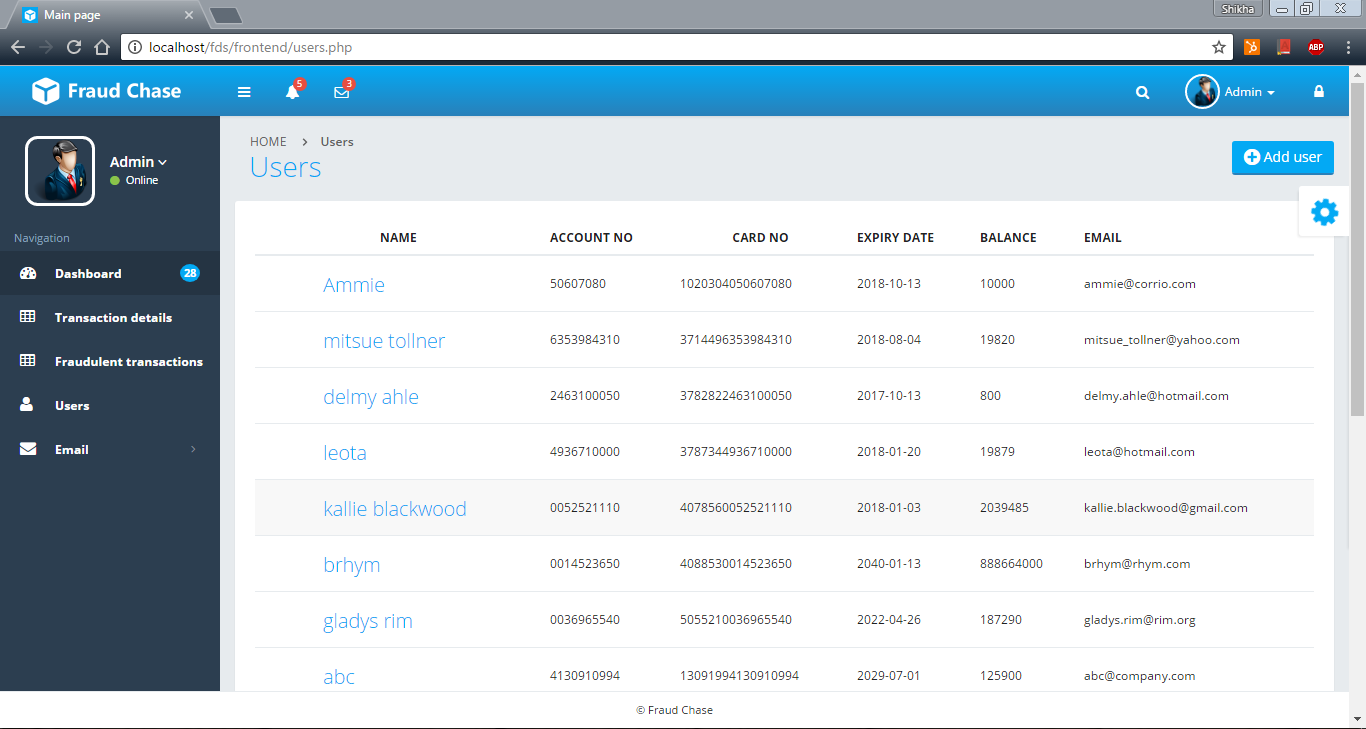 Main page
Shikha
localhost/fds/frontend/users.php
ABP
Fraud Chase
5
3
Admin
Admin
Online
Navigation
Dashboard 28
Transaction details
Fraudulent transactions
Users
Email
HOME > Users
Users
Add user
NAME ACCOUNT NO CARD NO EXPIRY DATE BALANCE EMAIL
Ammie 50607080 1020304050607080 2018-10-13 10000 ammie@corrio.com
mitsue tollner 6353984310 3714496353984310 2018-08-04 19820 mitsue_tollner@yahoo.com
delmy ahle 2463100050 3782822463100050 2017-10-13 800 delmy.ahle@hotmail.com
leota 4936710000 3787344936710000 2018-01-20 19879 leota@hotmail.com
kallie blackwood 0052521110 4078560052521110 2018-01-03 2039485 kallie.blackwood@gmail.com
brhym 0014523650 4088530014523650 2040-01-13 888664000 brhym@rhym.com
gladys rim 0036965540 5055210036965540 2022-04-26 187290 gladys.rim@rim.org
abc 4130910994 13091994130910994 2029-07-01 125900 abc@company.com
© Fraud Chase